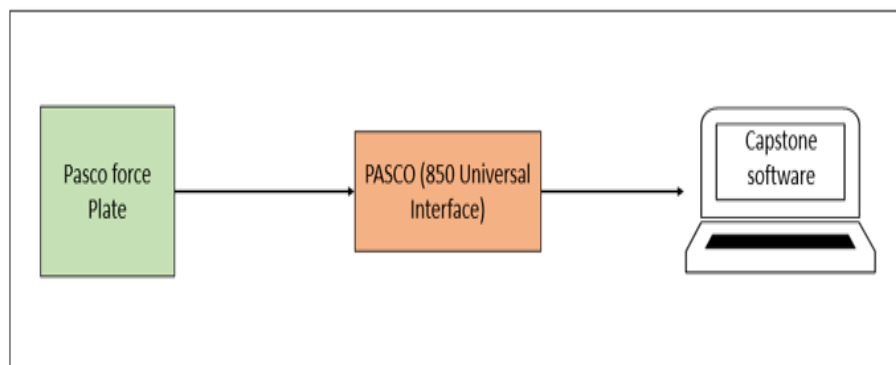 Pasco force
Plate
PASCO (850 Universal
Interface)
Capstone
software